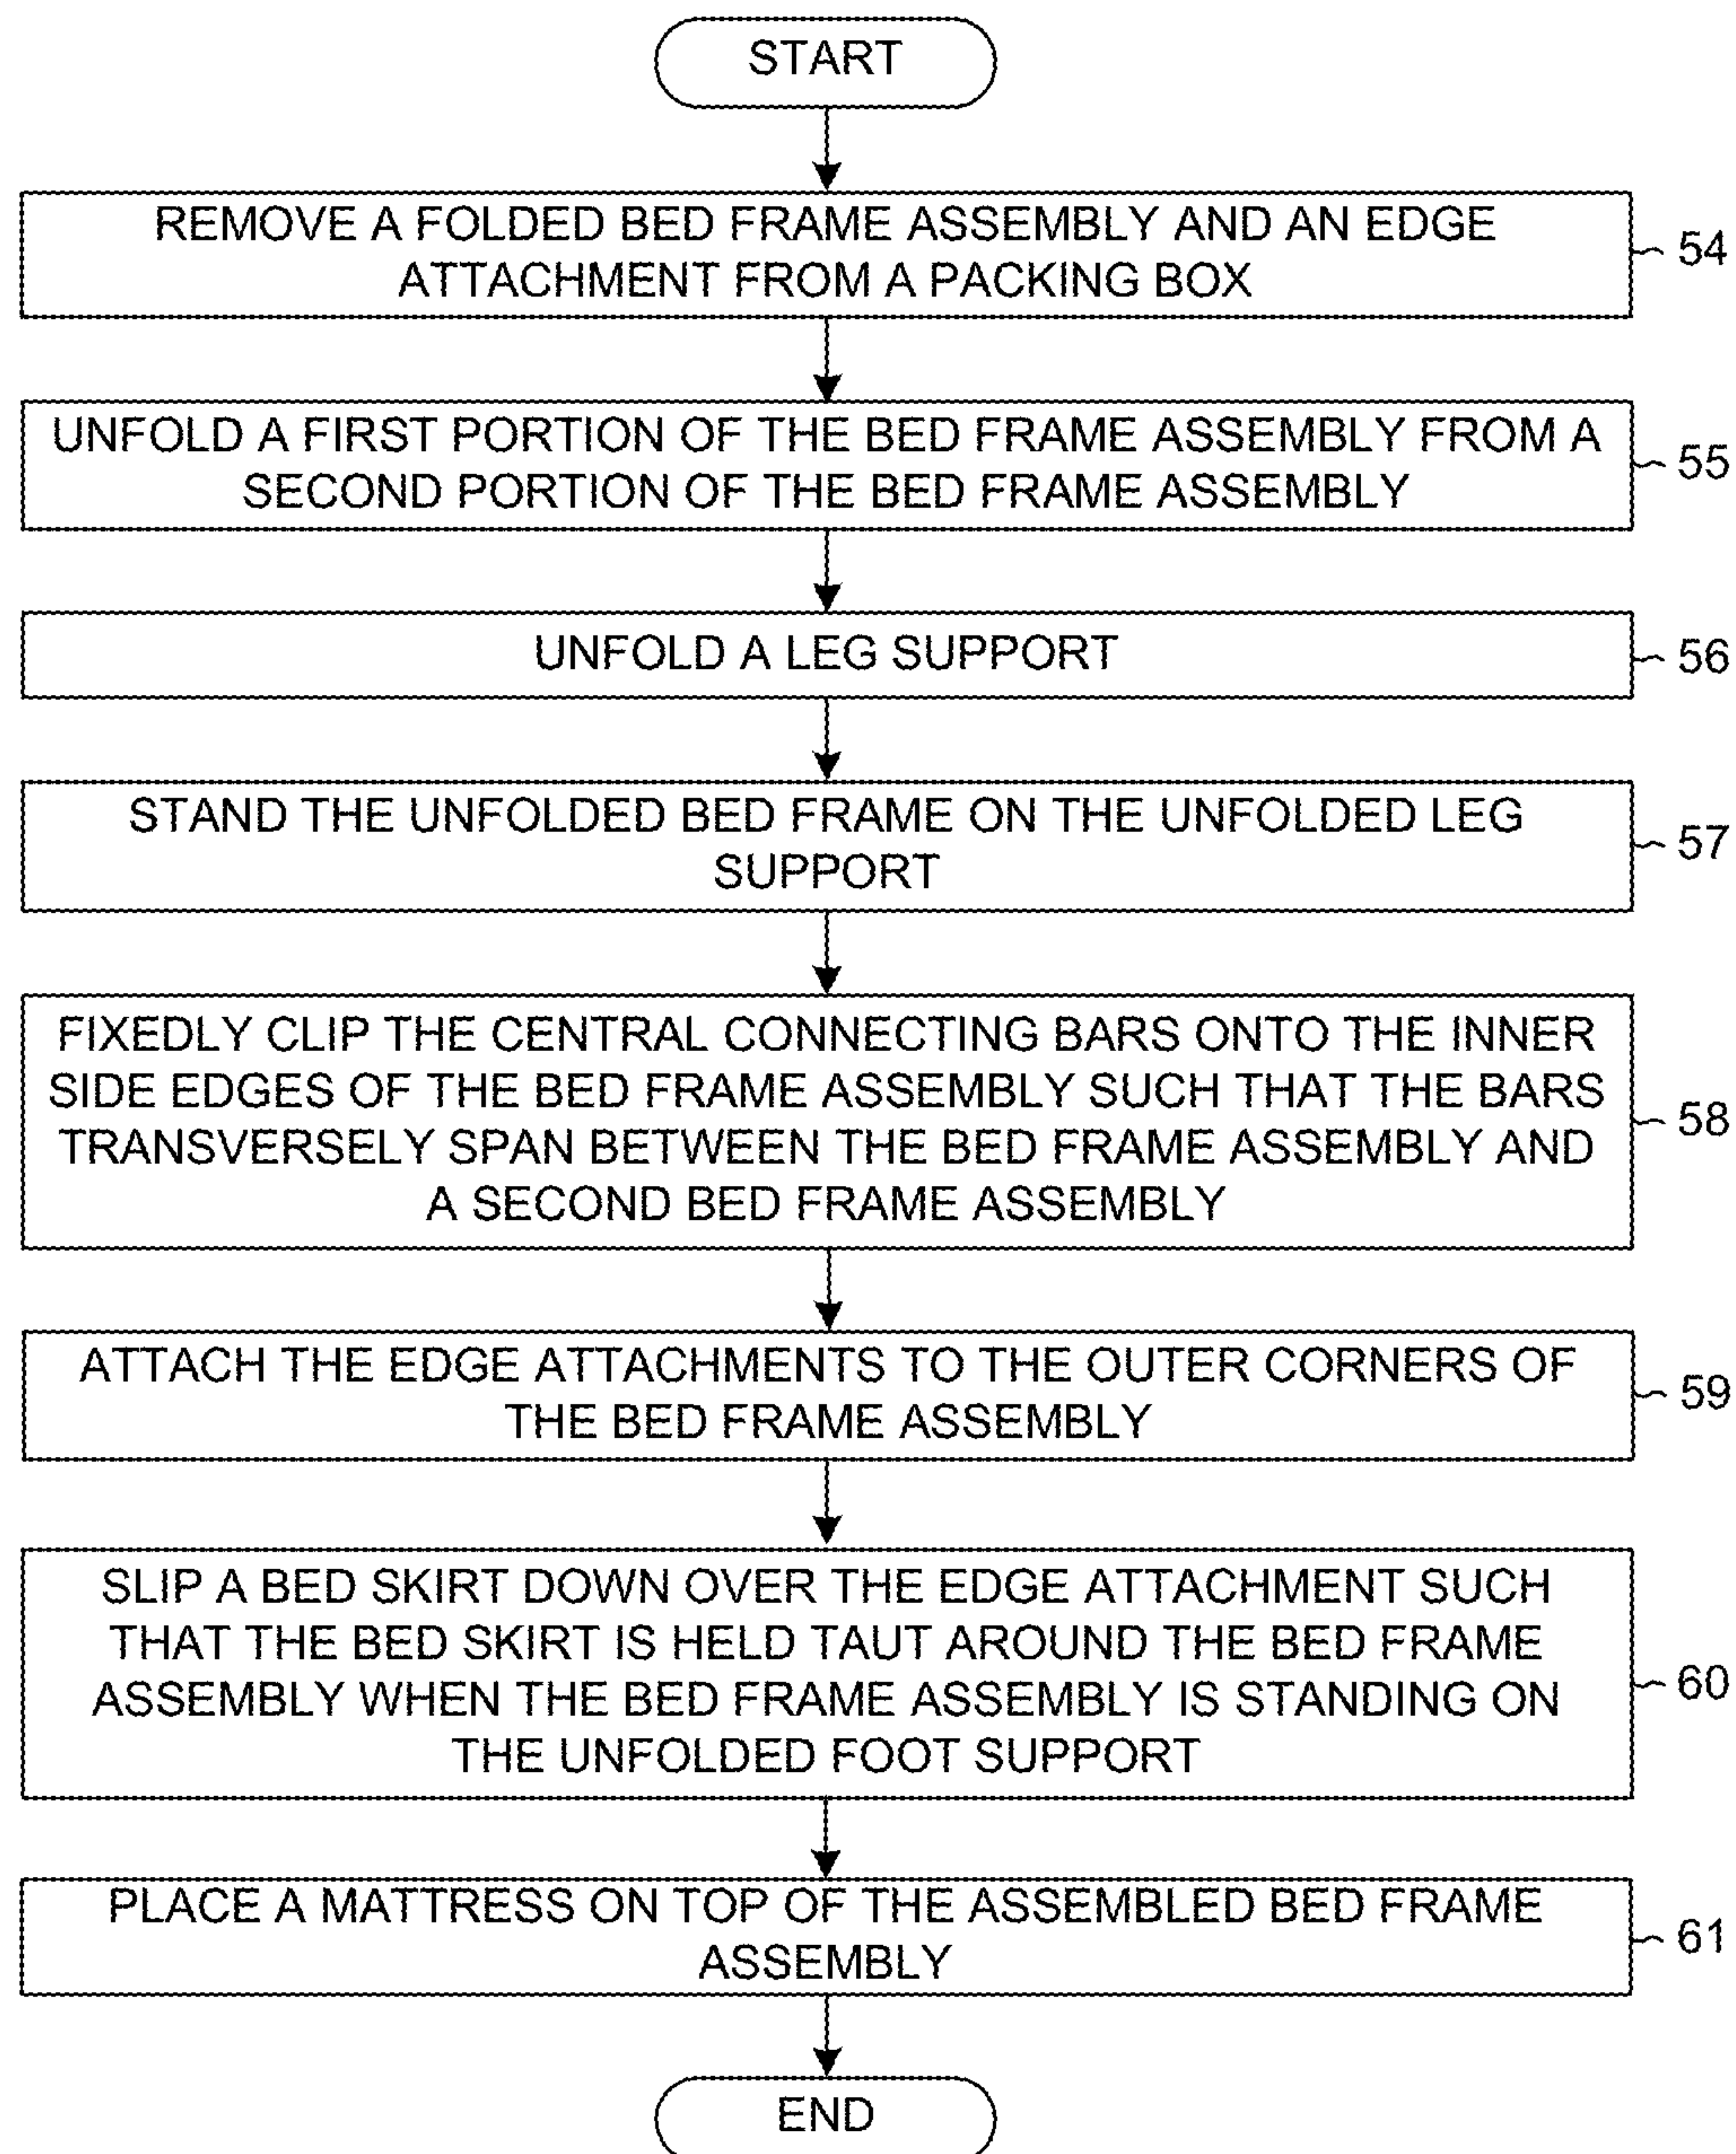 START
REMOVE A FOLDED BED FRAME ASSEMBLY AND AN EDGE
ATTACHMENT FROM A PACKING BOX
54
UNFOLD A FIRST PORTION OF THE BED FRAME ASSEMBLY FROM A
SECOND PORTION OF THE BED FRAME ASSEMBLY
55
UNFOLD A LEG SUPPORT
56
STAND THE UNFOLDED BED FRAME ON THE UNFOLDED LEG
SUPPORT
57
FIXEDLY CLIP THE CENTRAL CONNECTING BARS ONTO THE INNER
SIDE EDGES OF THE BED FRAME ASSEMBLY SUCH THAT THE BARS
TRANSVERSELY SPAN BETWEEN THE BED FRAME ASSEMBLY AND
A SECOND BED FRAME ASSEMBLY
58
ATTACH THE EDGE ATTACHMENTS TO THE OUTER CORNERS OF
THE BED FRAME ASSEMBLY
59
SLIP A BED SKIRT DOWN OVER THE EDGE ATTACHMENT SUCH
THAT THE BED SKIRT IS HELD TAUT AROUND THE BED FRAME
ASSEMBLY WHEN THE BED FRAME ASSEMBLY IS STANDING ON
THE UNFOLDED FOOT SUPPORT
60
PLACE A MATTRESS ON TOP OF THE ASSEMBLED BED FRAME
ASSEMBLY
61
END